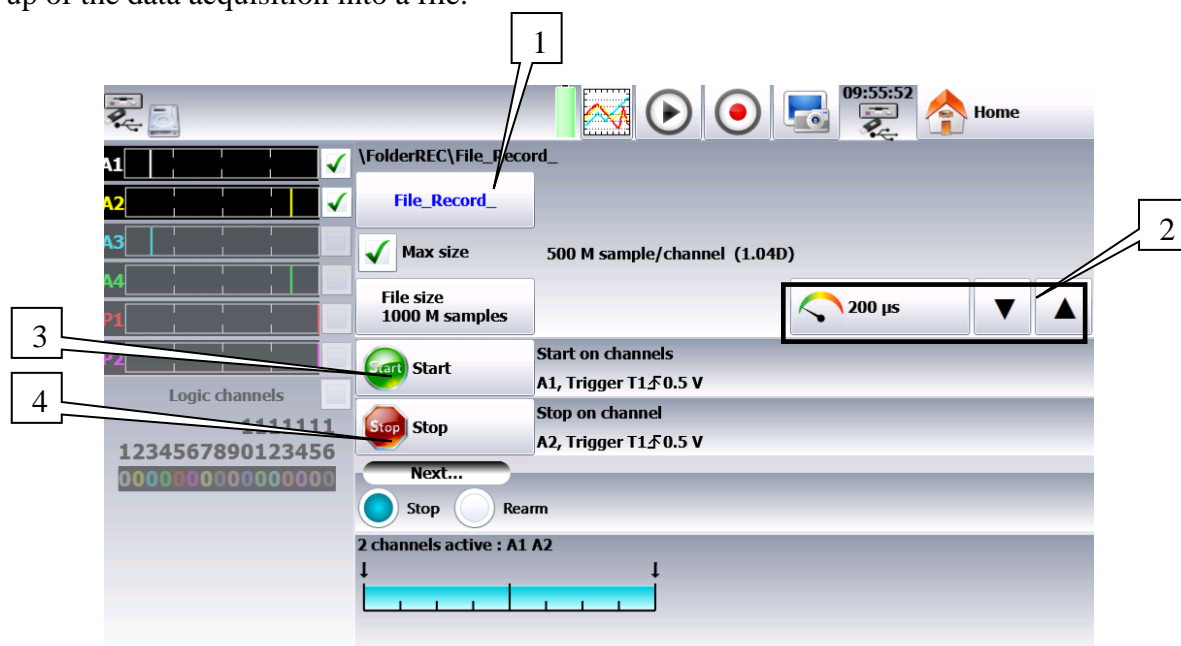 up of the data acquisition into a file.
1
09:55:52
Home
A1
\FolderREC\File_Record_
A2
File_Record_
2
A3
Max size
500 M sample/channel (1.04D)
A4
File size
1000 M samples
200 µs
P1
3
P2
Start
Start
Start on channels
A1, Trigger T1 0.5 V
4
Logic channels
Stop
Stop
Stop on channel
A2, Trigger T1 0.5 V
1111111
1234567890123456
0000000000000000
Next...
Stop
Rearm
2 channels active : A1 A2